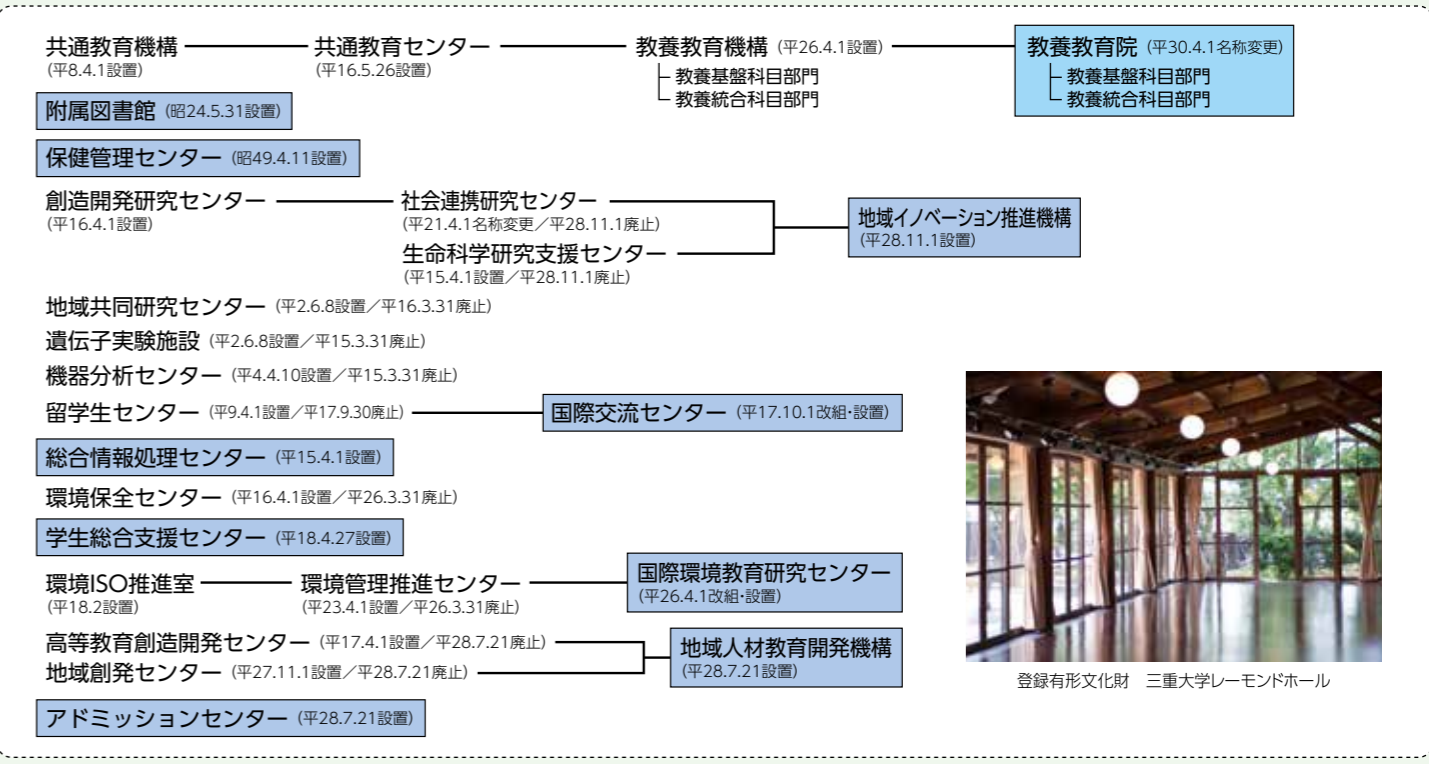 共通教育機構 共通教育センター 教養教育機構 (平26.4.1設置) 教養教育院 (平30.4.1名称変更)
(平8.4.1設置) (平16.5.26設置) 教養基盤科目部門 教養基盤科目部門
教養統合科目部門 教養統合科目部門
附属図書館 (昭24.5.31設置)
保健管理センター (昭49.4.11設置)
創造開発研究センター 社会連携研究センター 地域イノベーション推進機構
(平16.4.1設置) (平21.4.1名称変更／平28.11.1廃止) (平28.11.1設置)
生命科学研究支援センター
(平15.4.1設置／平28.11.1廃止)
地域共同研究センター (平2.6.8設置／平16.3.31廃止)
遺伝子実験施設 (平2.6.8設置／平15.3.31廃止)
機器分析センター (平4.4.10設置／平15.3.31廃止)
留学生センター (平9.4.1設置／平17.9.30廃止) 国際交流センター (平17.10.1改組・設置)
総合情報処理センター (平15.4.1設置)
環境保全センター (平16.4.1設置／平26.3.31廃止)
学生総合支援センター (平18.4.27設置)
環境ISO推進室 環境管理推進センター 国際環境教育研究センター
(平18.2設置) (平23.4.1設置／平26.3.31廃止) (平26.4.1改組・設置)
高等教育創造開発センター (平17.4.1設置／平28.7.21廃止) 地域人材教育開発機構
地域創発センター (平27.11.1設置／平28.7.21廃止) (平28.7.21設置)
アドミッションセンター (平28.7.21設置)
登録有形文化財　三重大学レーモンドホール